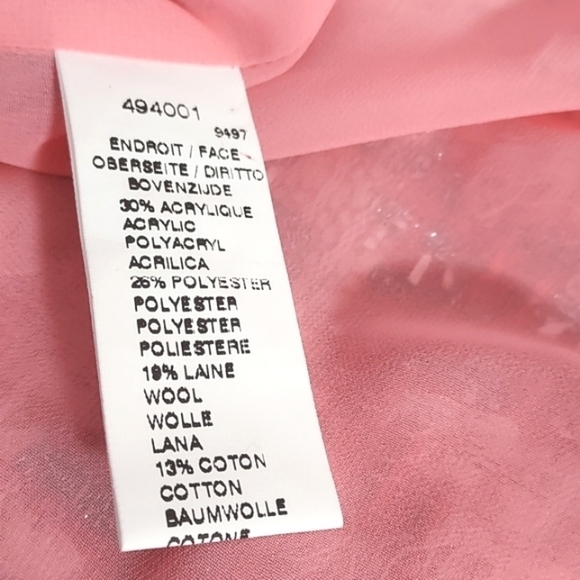 494001
9497
ENDROIT / FACE
OBERSEITE / DIRITTO
BOVENZIJDE
30% ACRYLIQUE
ACRYLIC
POLYACRYL
ACRILICA
26% POLYESTER
POLYESTER
POLYESTER
POLIESTERE
19% LAINE
WOOL
WOLLE
LANA
13% COTON
COTTON
BAUMWOLLE
COTONE